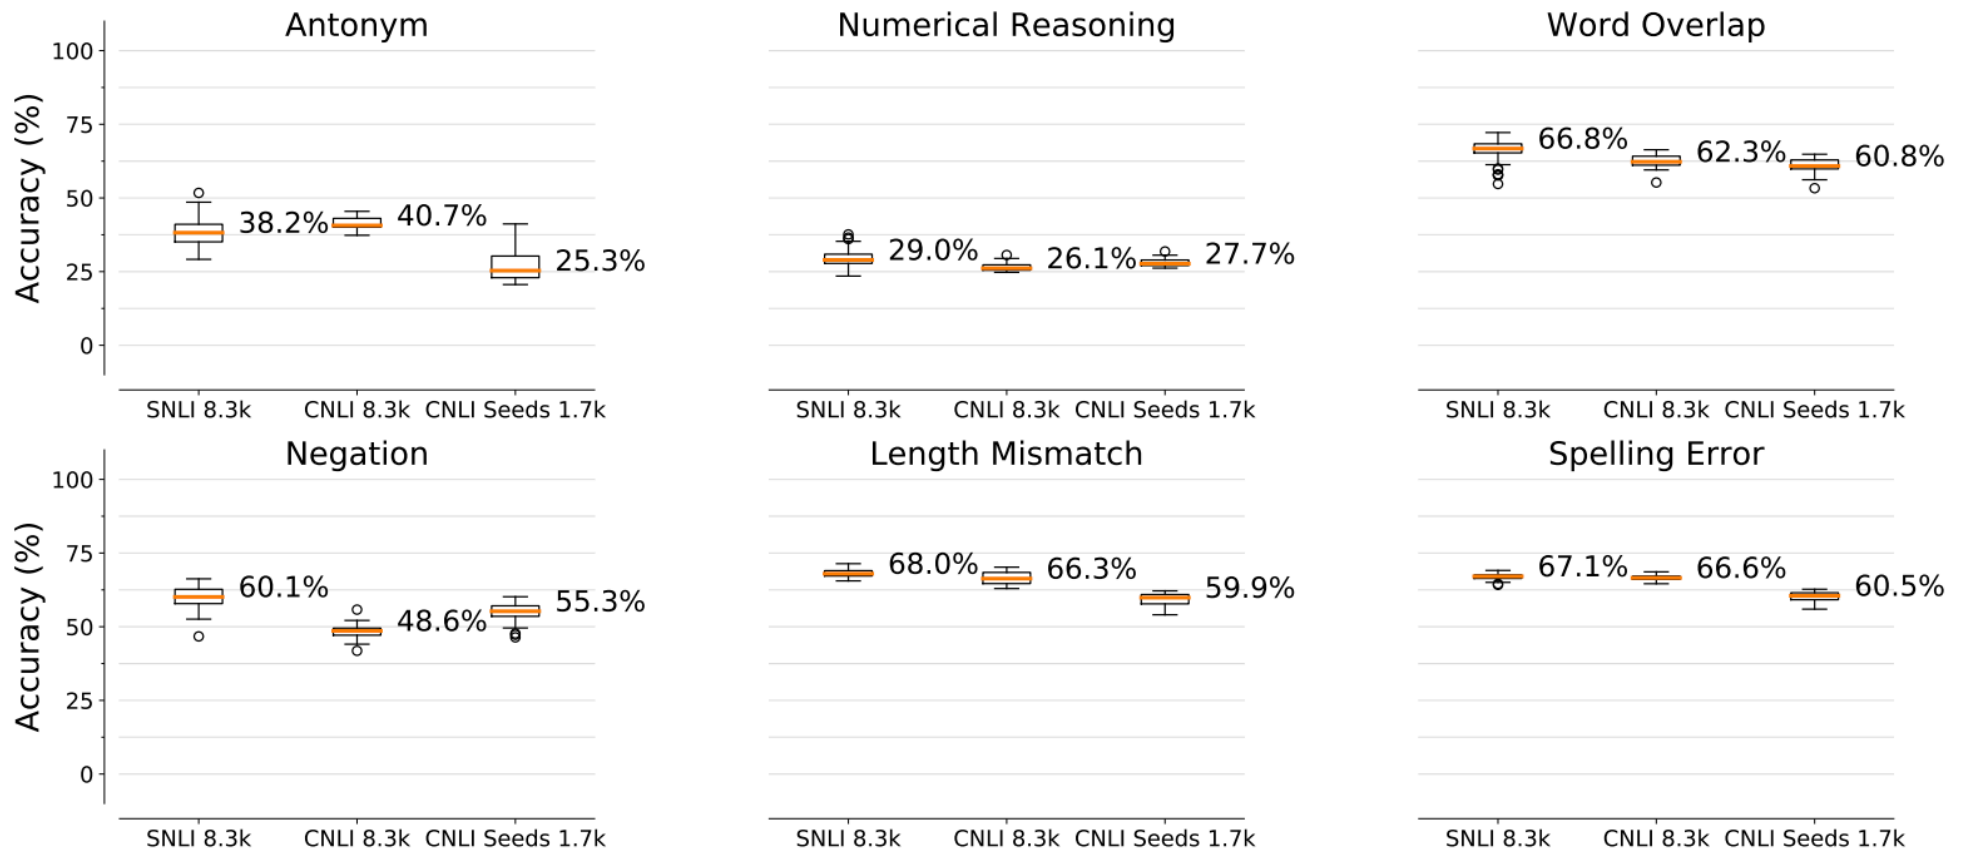 Antonym
Numerical Reasoning
Word Overlap
Accuracy (%)
100
75
50
25
0
38.2%
40.7%
25.3%
29.0%
26.1%
27.7%
66.8%
62.3%
60.8%
SNLI 8.3k
CNLI 8.3k
CNLI Seeds 1.7k
SNLI 8.3k
CNLI 8.3k
CNLI Seeds 1.7k
SNLI 8.3k
CNLI 8.3k
CNLI Seeds 1.7k
Negation
Length Mismatch
Spelling Error
Accuracy (%)
100
75
50
25
0
60.1%
48.6%
55.3%
68.0%
66.3%
59.9%
67.1%
66.6%
60.5%
SNLI 8.3k
CNLI 8.3k
CNLI Seeds 1.7k
SNLI 8.3k
CNLI 8.3k
CNLI Seeds 1.7k
SNLI 8.3k
CNLI 8.3k
CNLI Seeds 1.7k